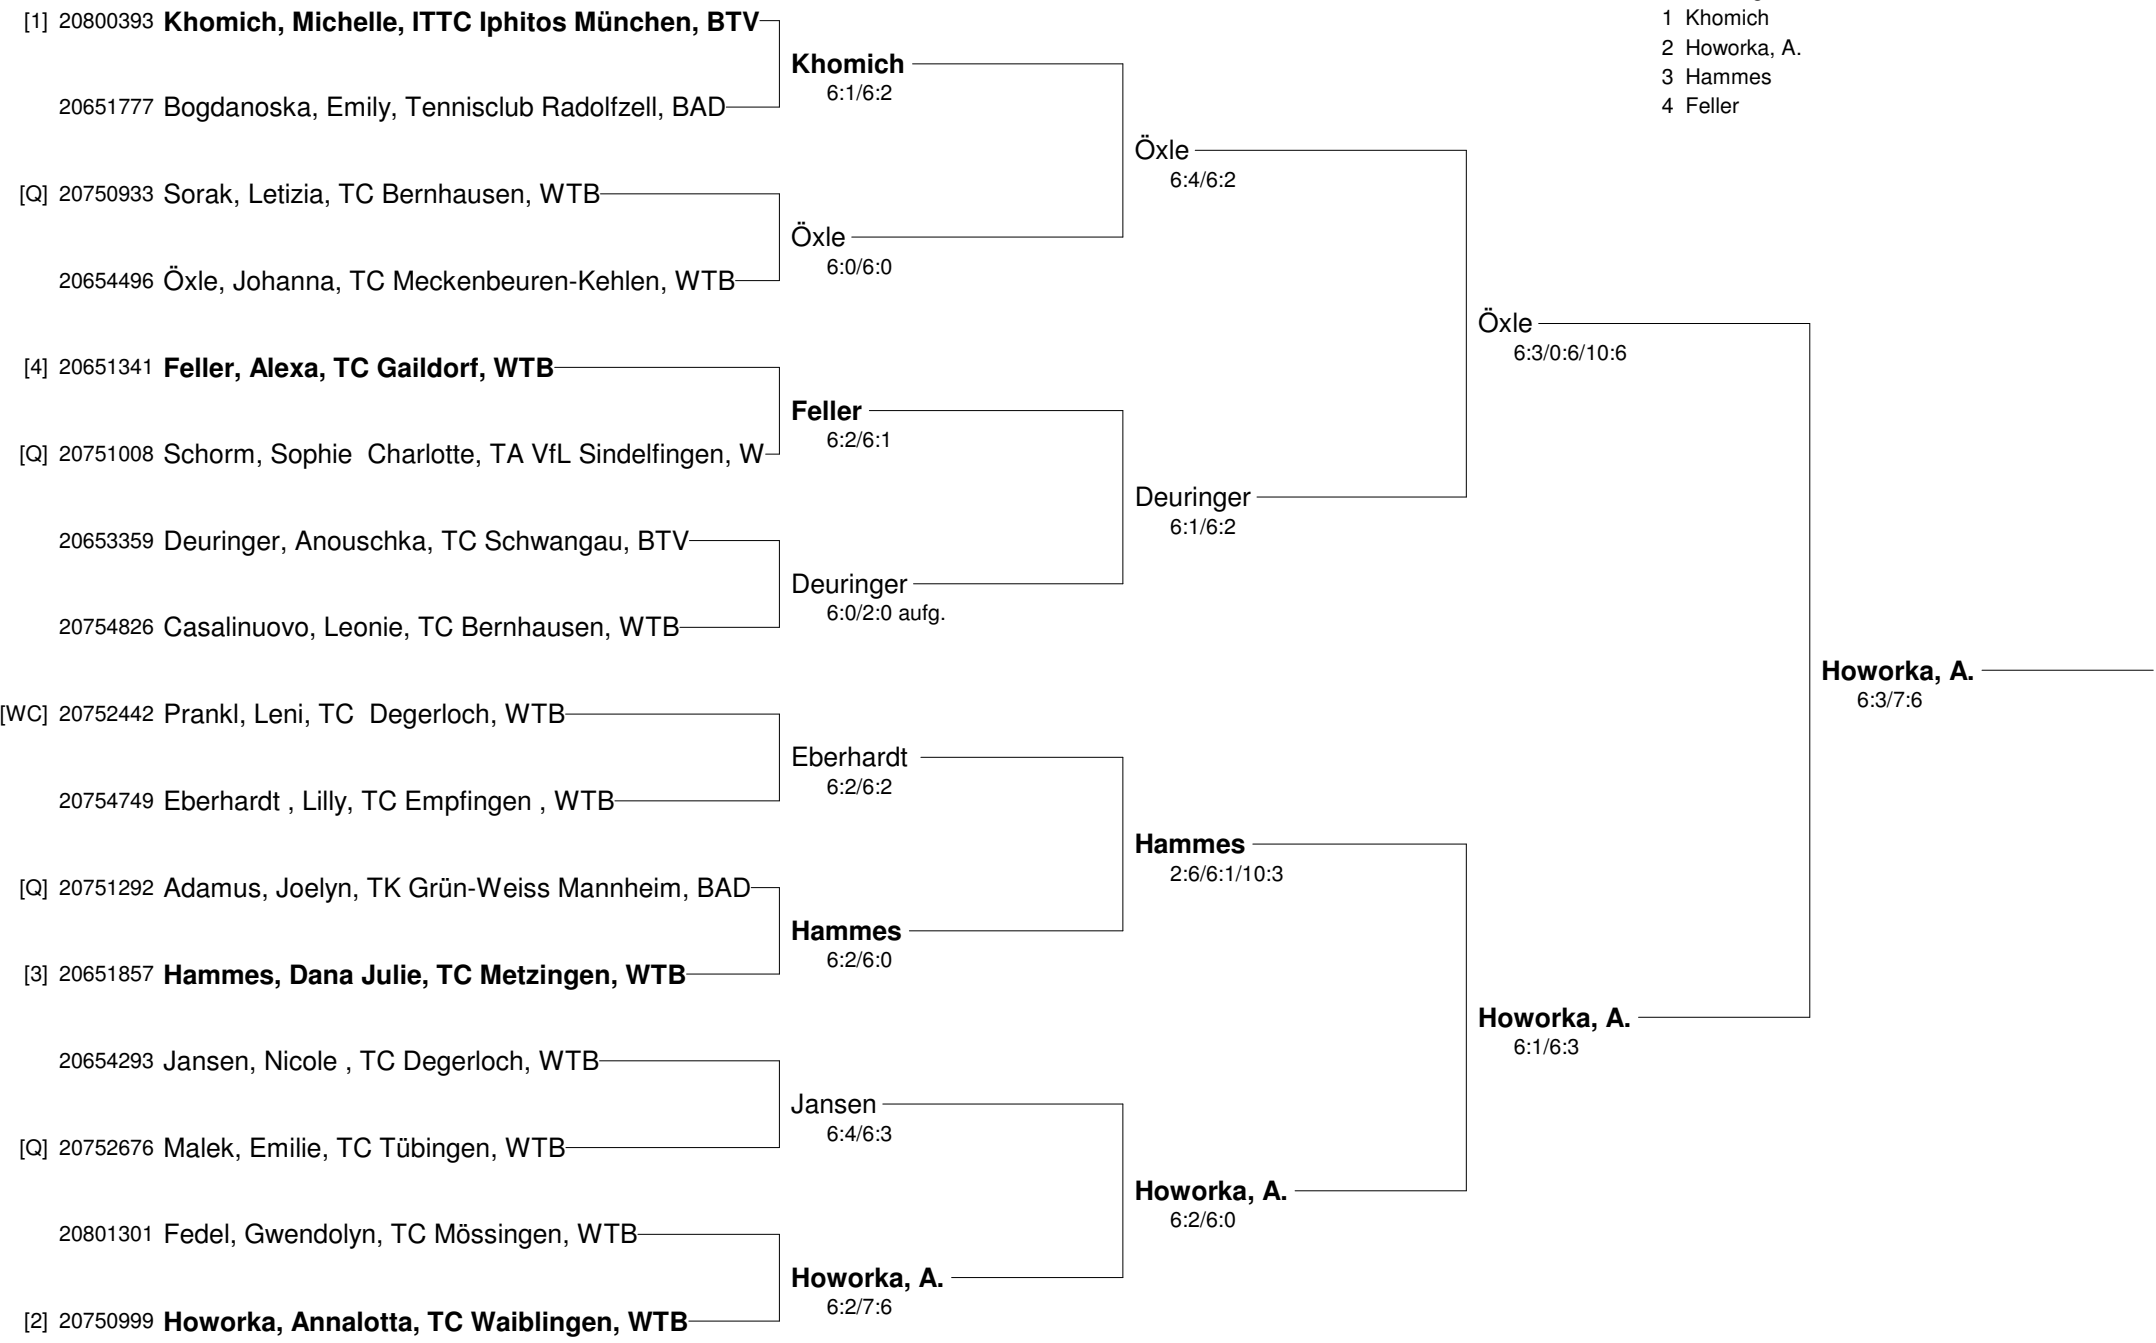 [1] 20800393 Khomich, Michelle, ITTC Iphitos München, BTV
20651777 Bogdanoska, Emily, Tennisclub Radolfzell, BAD
[Q] 20750933 Sorak, Letizia, TC Bernhausen, WTB
20654496 Öxle, Johanna, TC Meckenbeuren-Kehlen, WTB
[4] 20651341 Feller, Alexa, TC Gaildorf, WTB
[Q] 20751008 Schorm, Sophie Charlotte, TA VfL Sindelfingen, W
20653359 Deuringer, Anouschka, TC Schwangau, BTV
20754826 Casalinuovo, Leonie, TC Bernhausen, WTB
[WC] 20752442 Prankl, Leni, TC Degerloch, WTB
20754749 Eberhardt , Lilly, TC Empfingen , WTB
[Q] 20751292 Adamus, Joelyn, TK Grün-Weiss Mannheim, BAD
[3] 20651857 Hammes, Dana Julie, TC Metzingen, WTB
20654293 Jansen, Nicole , TC Degerloch, WTB
[Q] 20752676 Malek, Emilie, TC Tübingen, WTB
20801301 Fedel, Gwendolyn, TC Mössingen, WTB
[2] 20750999 Howorka, Annalotta, TC Waiblingen, WTB
Khomich
6:1/6:2
Öxle
6:0/6:0
Feller
6:2/6:1
Deuringer
6:0/2:0 aufg.
Eberhardt
6:2/6:2
Hammes
6:2/6:0
Jansen
6:4/6:3
Howorka, A.
6:2/7:6
Öxle
6:4/6:2
Deuringer
6:1/6:2
Hammes
2:6/6:1/10:3
Howorka, A.
6:2/6:0
Öxle
6:3/0:6/10:6
Howorka, A.
6:1/6:3
Howorka, A.
6:3/7:6
1 Khomich
2 Howorka, A.
3 Hammes
4 Feller